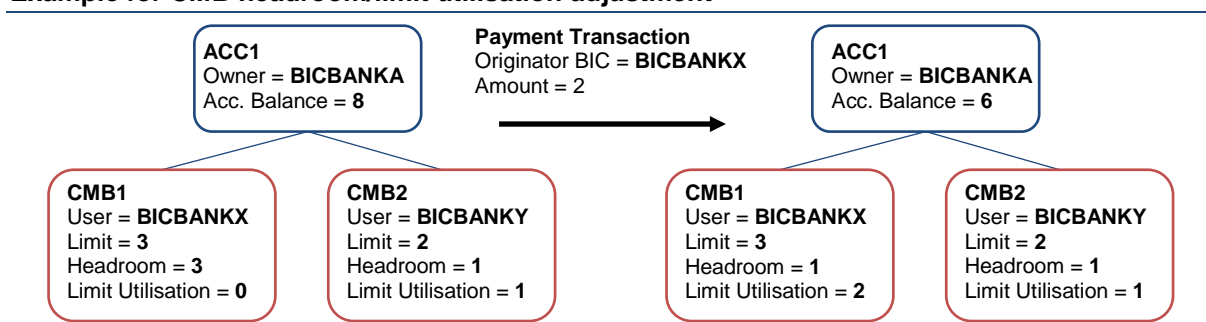 Example for CMB headroom/limit utilisation adjustment
ACC1
Owner = BICBANKA
Acc. Balance = 8
Payment Transaction
Originator BIC = BICBANKX
Amount = 2
ACC1
Owner = BICBANKA
Acc. Balance = 6
CMB1
User = BICBANKX
Limit = 3
Headroom = 3
Limit Utilisation = 0
CMB2
User = BICBANKY
Limit = 2
Headroom = 1
Limit Utilisation = 1
CMB1
User = BICBANKX
Limit = 3
Headroom = 1
Limit Utilisation = 2
CMB2
User = BICBANKY
Limit = 2
Headroom = 1
Limit Utilisation = 1